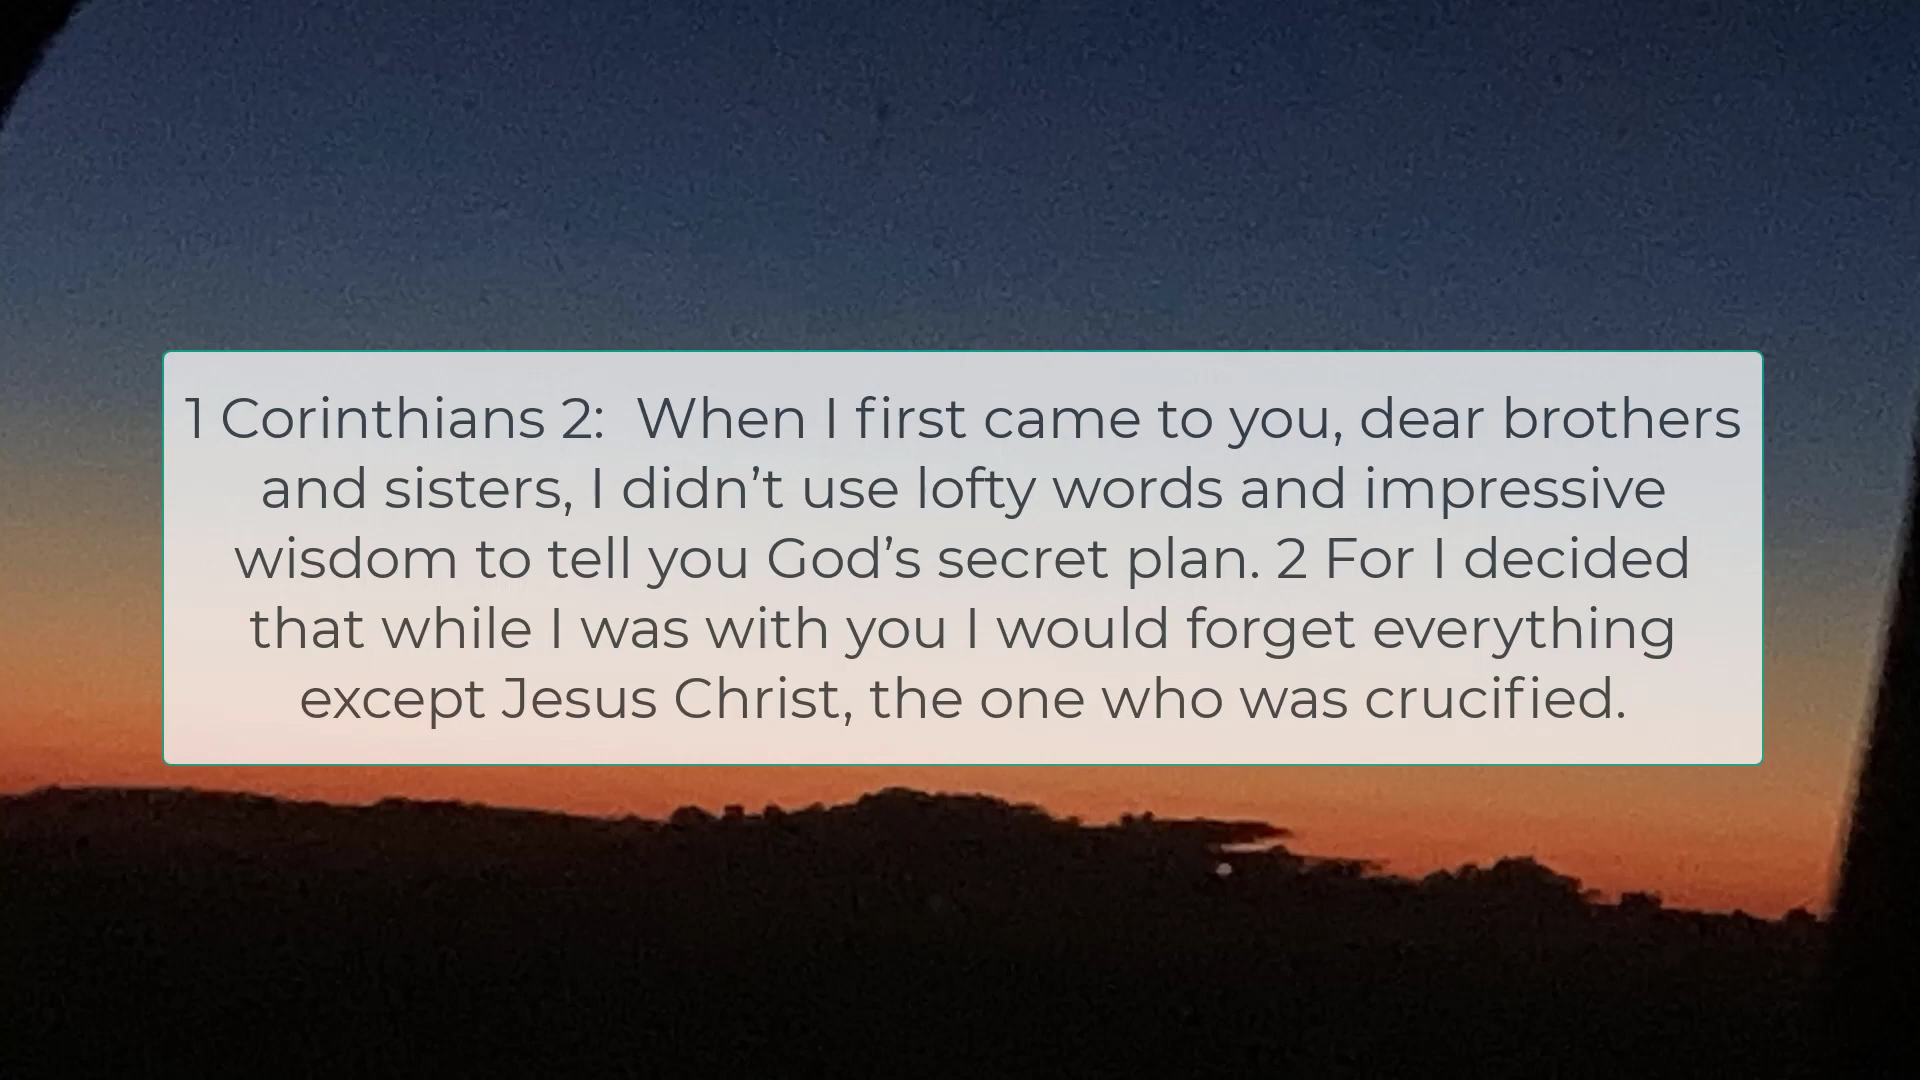 1 Corinthians 2:  When I first came to you, dear brothers
and sisters, I didn’t use lofty words and impressive
wisdom to tell you God’s secret plan. 2 For I decided
that while I was with you I would forget everything
except Jesus Christ, the one who was crucified.